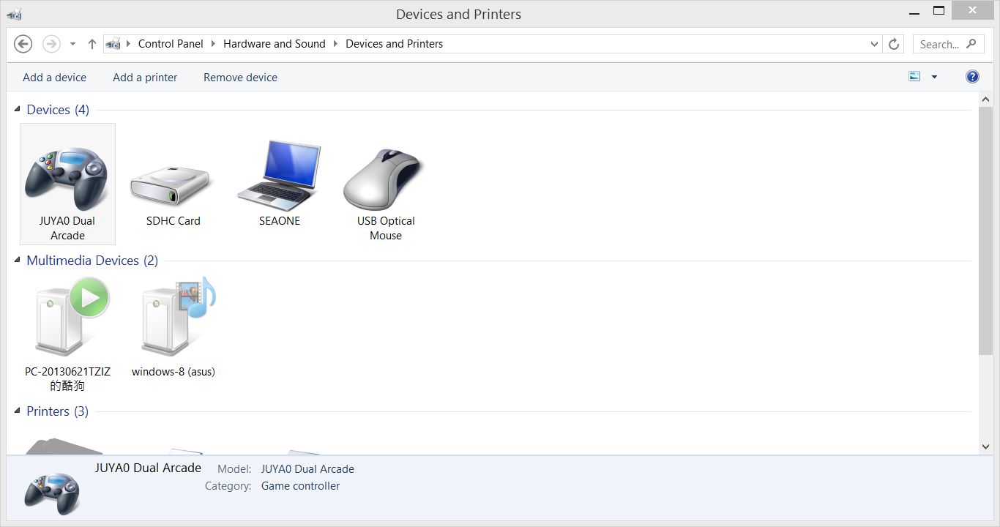 Devices and Printers
Control Panel Hardware and Sound Devices and Printers
Search...
Add a device Add a printer Remove device
?
Devices (4)
JUYA0 Dual
Arcade
SDHC Card
SEAONE
USB Optical
Mouse
Multimedia Devices (2)
PC-20130621TZIZ
的酷狗
windows-8 (asus)
Printers (3)
JUYA0 Dual Arcade
Model: JUYA0 Dual Arcade
Category: Game controller